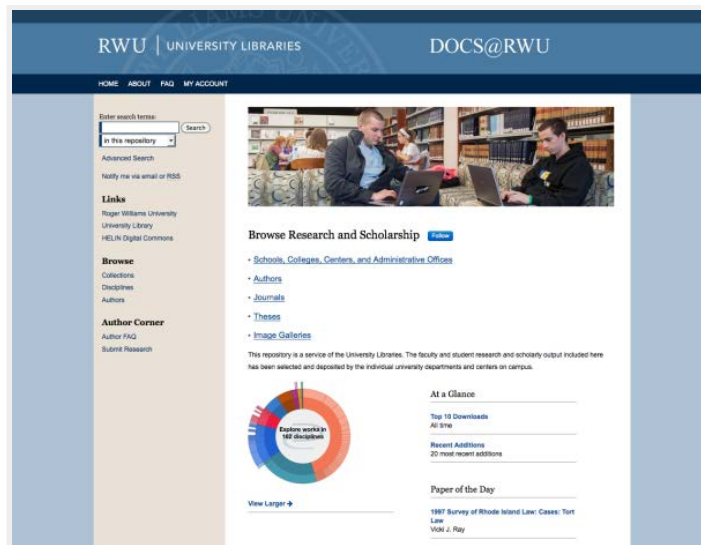 RWU | UNIVERSITY LIBRARIES
DOCS@RWU
HOME ABOUT FAQ MY ACCOUNT
Enter search terms:
Search
in this repository
Advanced Search
Notify me via email or RSS
Links
Roger Williams University
University Library
HELIN Digital Commons
Browse
Collections
Disciplines
Authors
Author Corner
Author FAQ
Submit Research
Browse Research and Scholarship Follow
• Schools, Colleges, Centers, and Administrative Offices
• Authors
• Journals
• Theses
• Image Galleries
This repository is a service of the University Libraries. The faculty and student research and scholarly output included here
has been selected and deposited by the individual university departments and centers on campus.
Explore works in
162 disciplines
View Larger →
At a Glance
Top 10 Downloads
All time
Recent Additions
20 most recent additions
Paper of the Day
1997 Survey of Rhode Island Law: Cases: Tort
Law
Vicki J. Ray